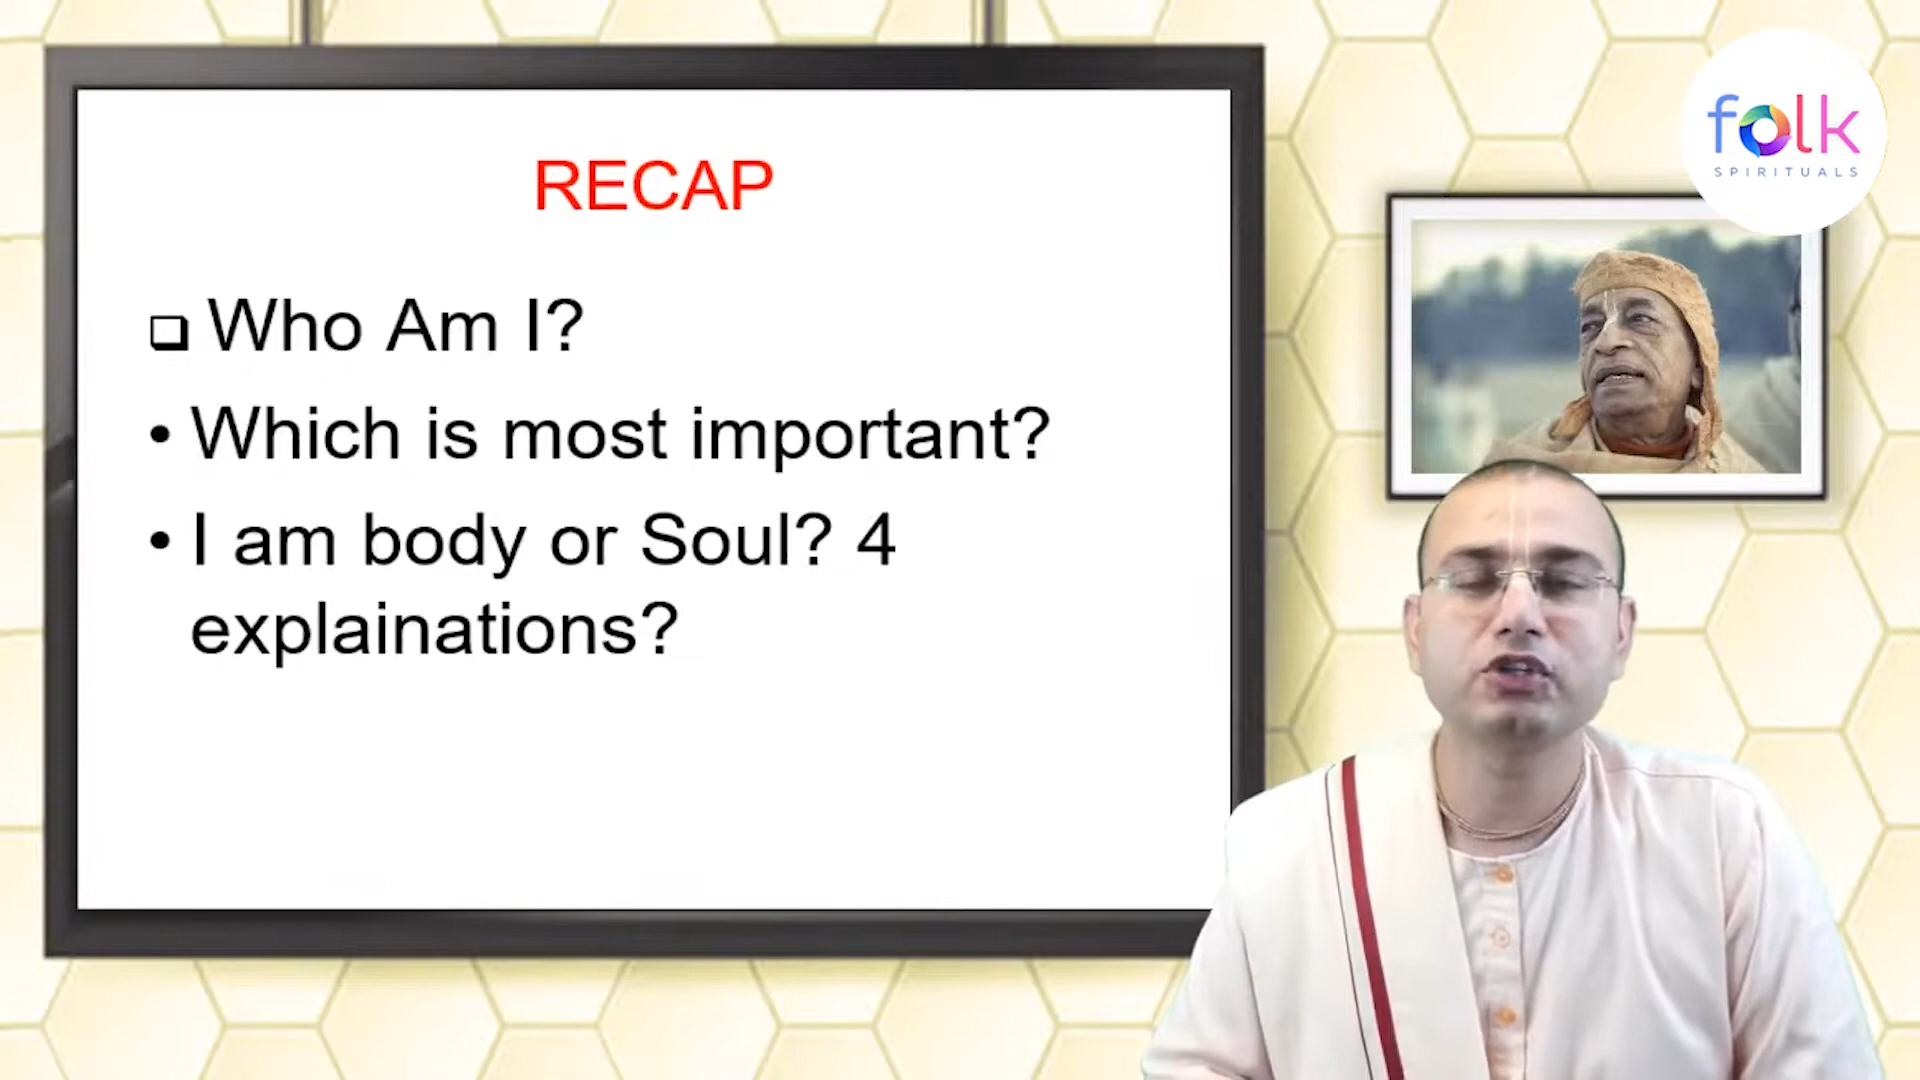 RECAP
❑ Who Am I?
• Which is most important?
• I am body or Soul? 4
explainations?
folk
SPIRITUALS